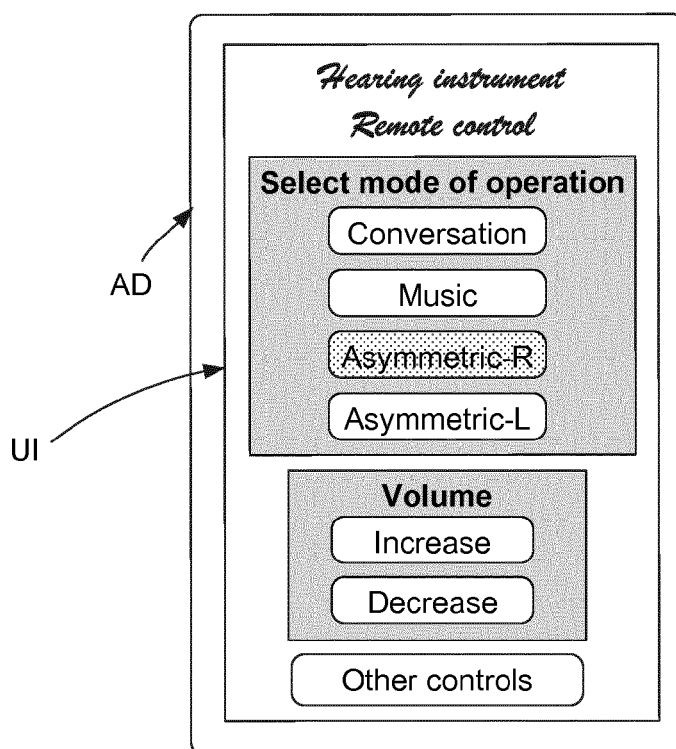 Hearing instrument
Remote control
Select mode of operation
Conversation
Music
Asymmetric-R
Asymmetric-L
AD
UI
Volume
Increase
Decrease
Other controls